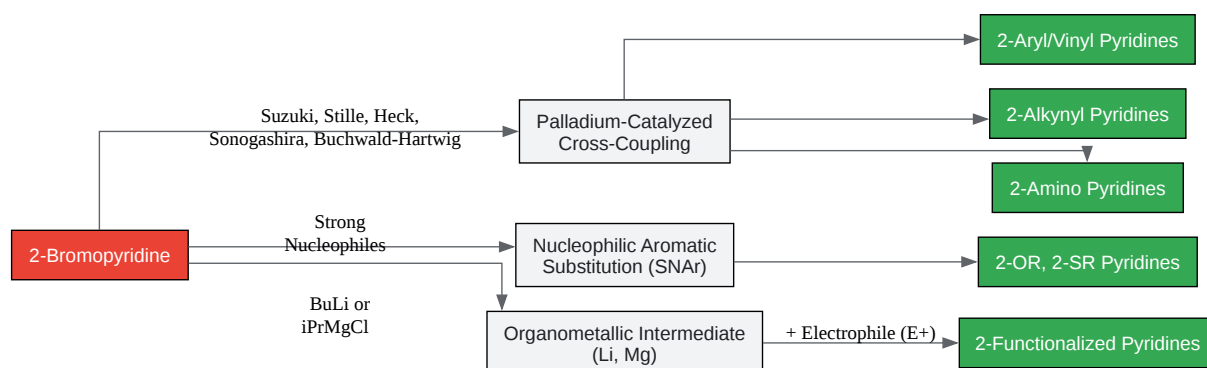 2-Aryl/Vinyl Pyridines
Suzuki, Stille, Heck,
Sonogashira, Buchwald-Hartwig
Palladium-Catalyzed
Cross-Coupling
2-Alkynyl Pyridines
2-Amino Pyridines
2-Bromopyridine
Strong
Nucleophiles
Nucleophilic Aromatic
Substitution (SNAr)
2-OR, 2-SR Pyridines
BuLi or
iPrMgCl
Organometallic Intermediate
(Li, Mg)
+ Electrophile (E+)
2-Functionalized Pyridines